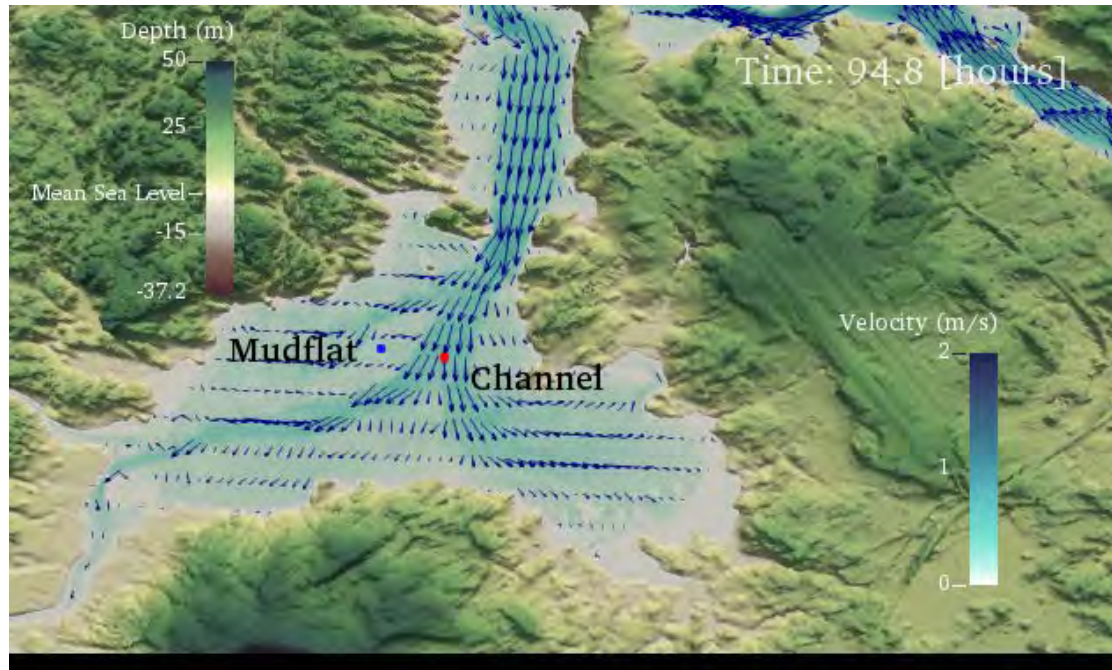 Depth (m)
50
25
Mean Sea Level
-15
-37.2
Time: 94.8 [hours]
Velocity (m/s)
2
1
0
Mudflat
Channel